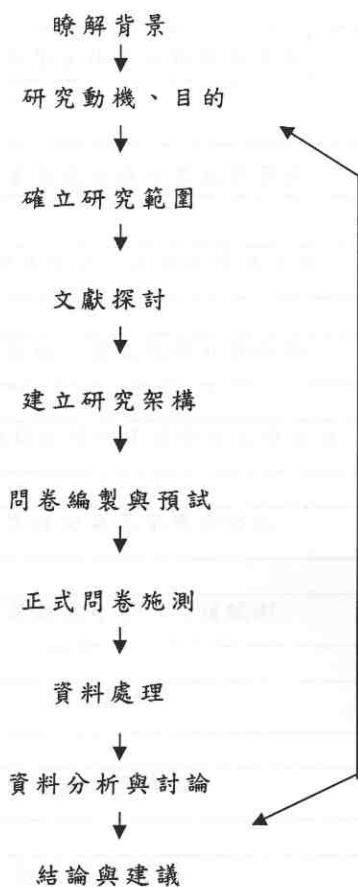 瞭解背景
研究動機、目的
確立研究範圍
文獻探討
建立研究架構
問卷編製與預試
正式問卷施測
資料處理
資料分析與討論
結論與建議